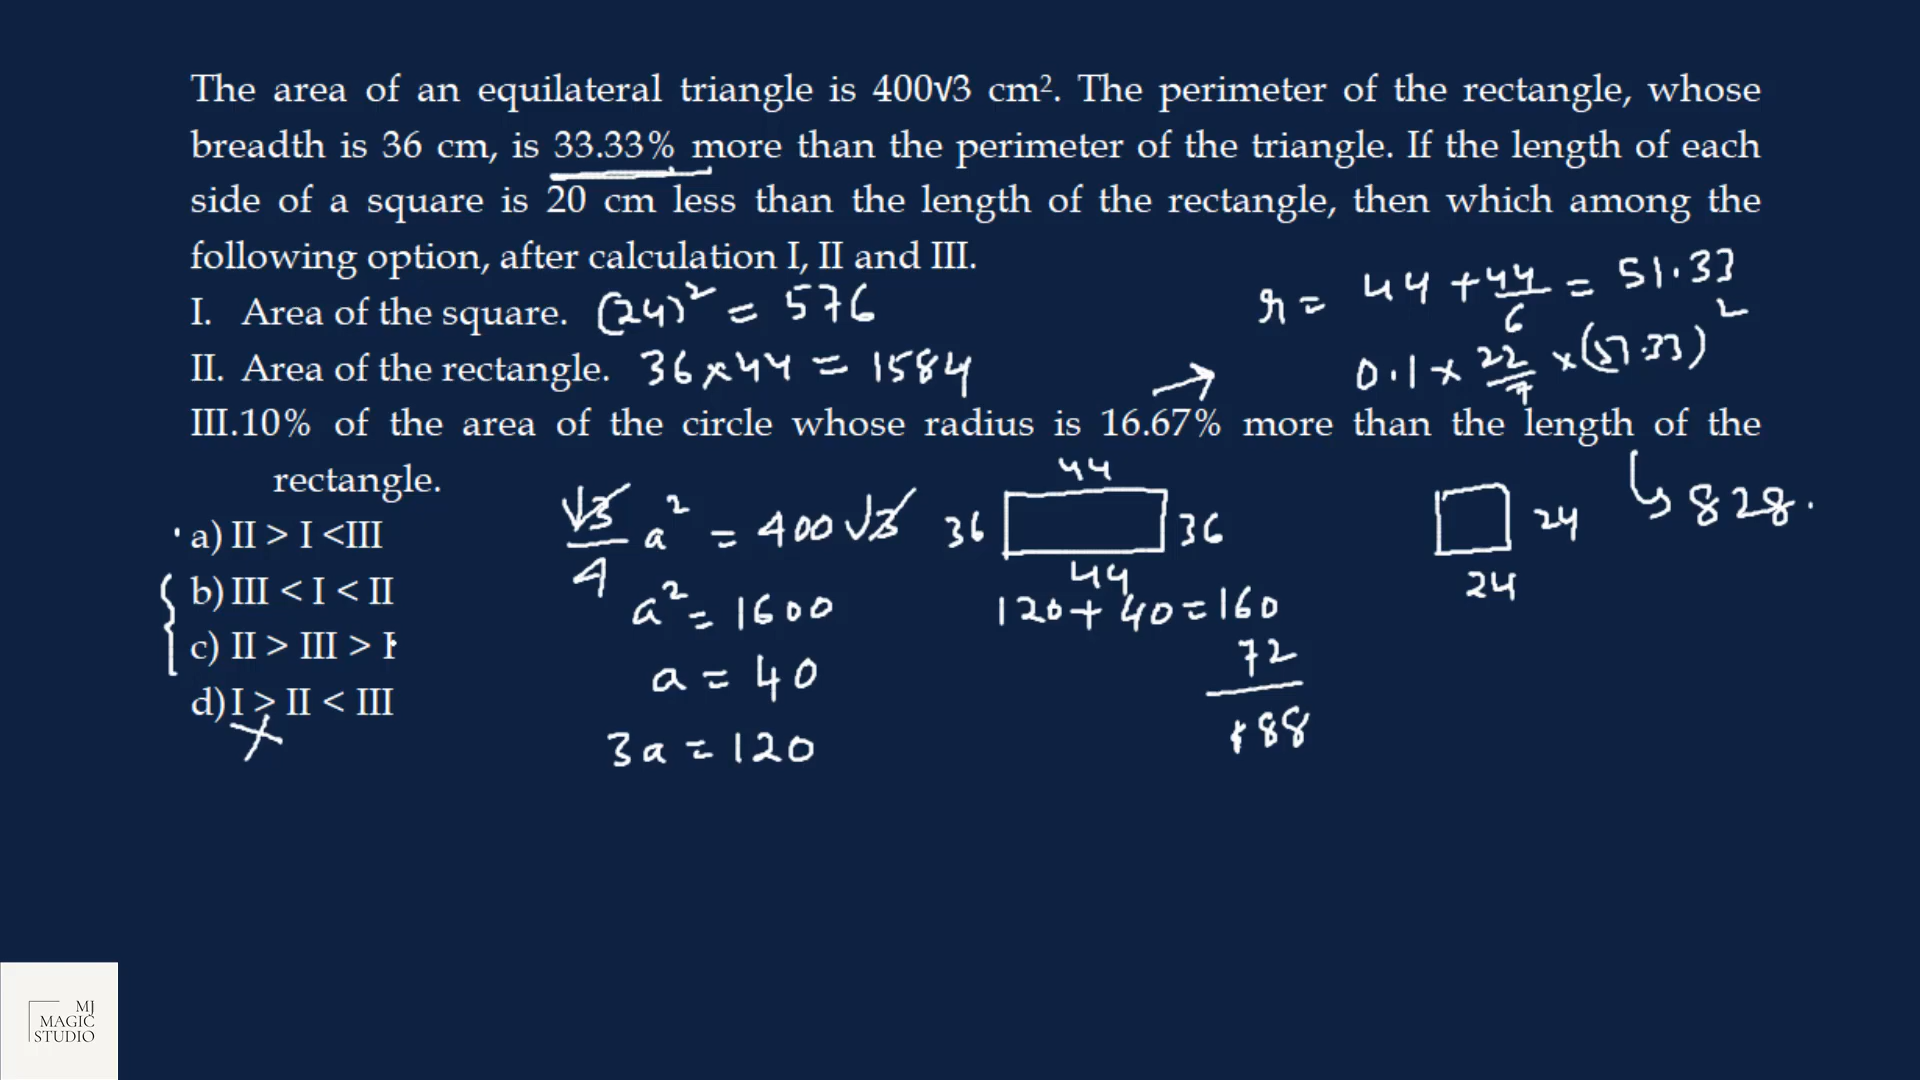 The area of an equilateral triangle is 400√3 cm². The perimeter of the rectangle, whose
breadth is 36 cm, is 33.33% more than the perimeter of the triangle. If the length of each
side of a square is 20 cm less than the length of the rectangle, then which among the
following option, after calculation I, II and III.
r = 44 + 44/6 = 51.33
I. Area of the square. (24)² = 576
0.1 × 22/7 × (51.33)²
II. Area of the rectangle. 36 × 44 = 1584
III.10% of the area of the circle whose radius is 16.67% more than the length of the
rectangle.
828.
a) II > I <III
b) III < I < II
c) II > III > I
d) I > II < III
√3/4 a² = 400√3
a² = 1600
a = 40
3a = 120
44
36 36
44
120 + 40 = 160
72
88
24
24
MJ
MAGIC
STUDIO